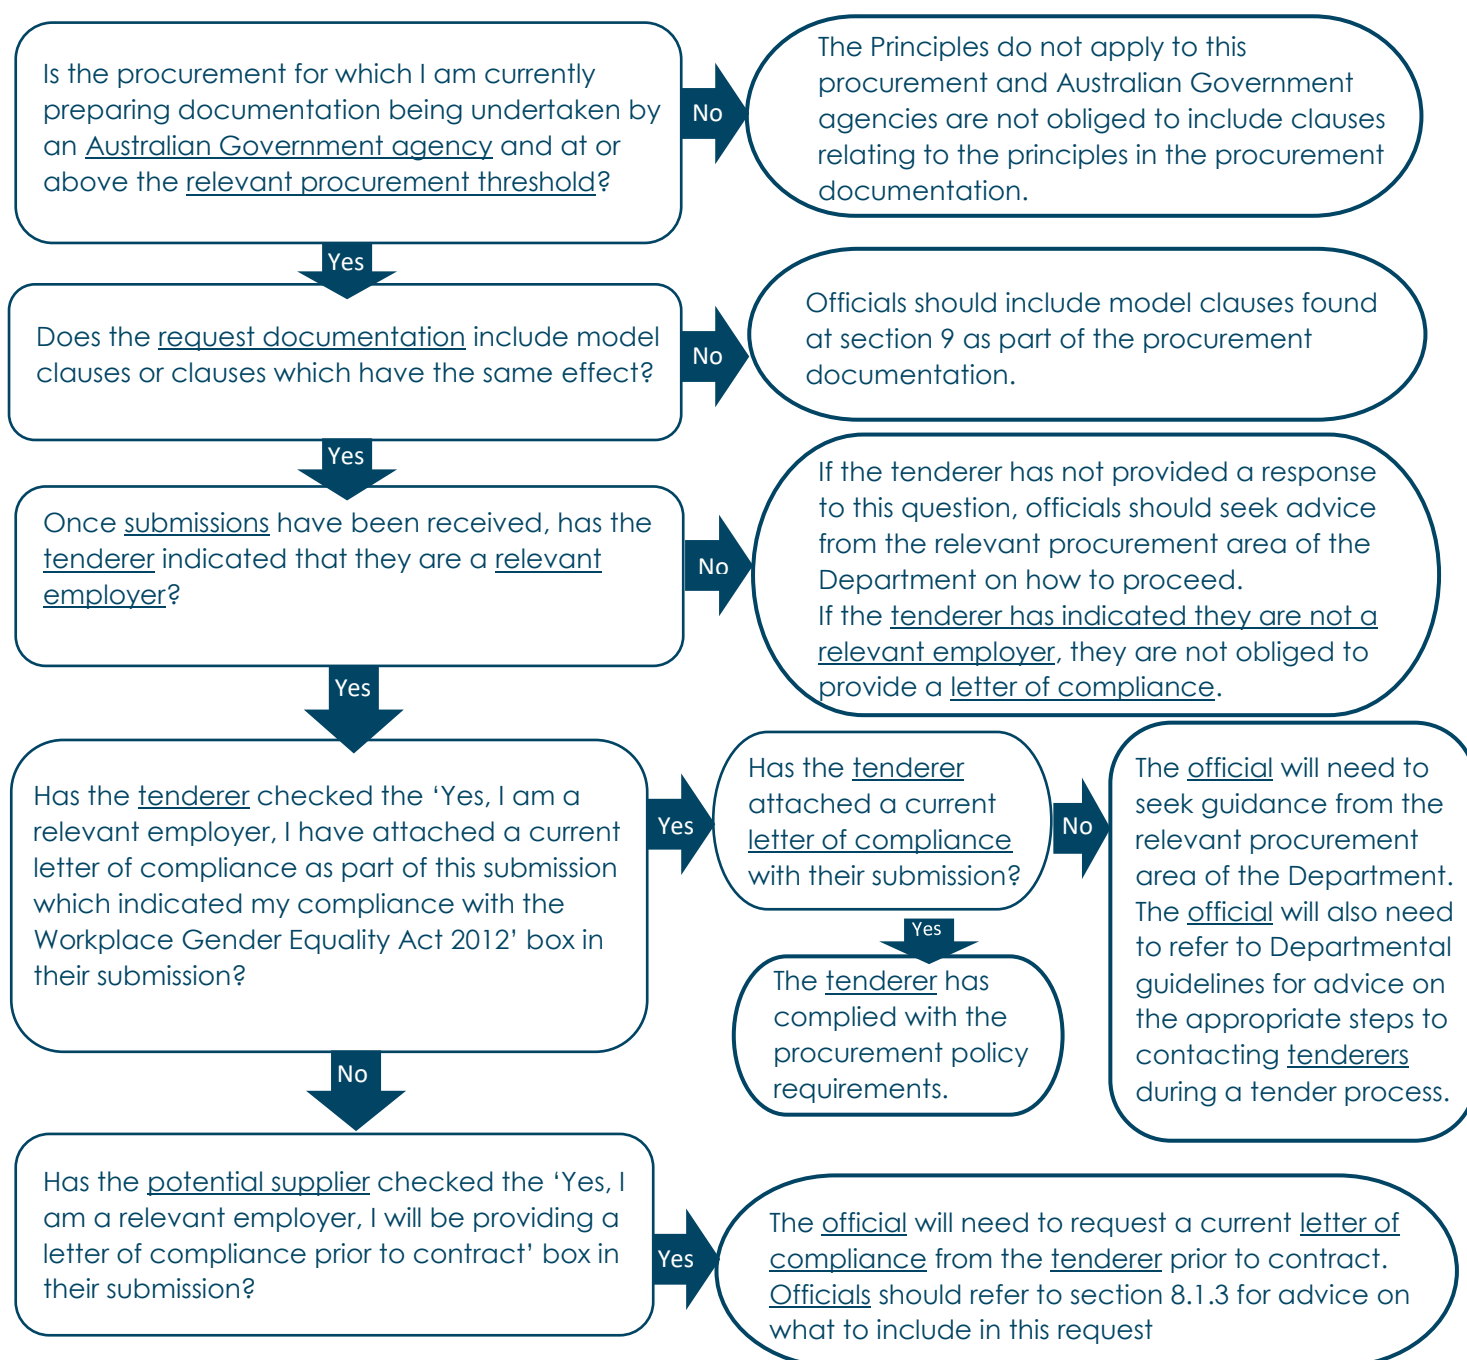 Is the procurement for which I am currently
preparing documentation being undertaken by
an Australian Government agency and at or
above the relevant procurement threshold?
No
The Principles do not apply to this
procurement and Australian Government
agencies are not obliged to include clauses
relating to the principles in the procurement
documentation.
Yes
Does the request documentation include model
clauses or clauses which have the same effect?
No
Officials should include model clauses found
at section 9 as part of the procurement
documentation.
Yes
Once submissions have been received, has the
tenderer indicated that they are a relevant
employer?
No
If the tenderer has not provided a response
to this question, officials should seek advice
from the relevant procurement area of the
Department on how to proceed.
If the tenderer has indicated they are not a
relevant employer, they are not obliged to
provide a letter of compliance.
Yes
Has the tenderer checked the ‘Yes, I am a
relevant employer, I have attached a current
letter of compliance as part of this submission
which indicated my compliance with the
Workplace Gender Equality Act 2012’ box in
their submission?
Yes
Has the tenderer
attached a current
letter of compliance
with their submission?
No
The official will need to
seek guidance from the
relevant procurement
area of the Department.
The official will also need
to refer to Departmental
guidelines for advice on
the appropriate steps to
contacting tenderers
during a tender process.
Yes
The tenderer has
complied with the
procurement policy
requirements.
No
Has the potential supplier checked the ‘Yes, I
am a relevant employer, I will be providing a
letter of compliance prior to contract’ box in
their submission?
Yes
The official will need to request a current letter of
compliance from the tenderer prior to contract.
Officials should refer to section 8.1.3 for advice on
what to include in this request